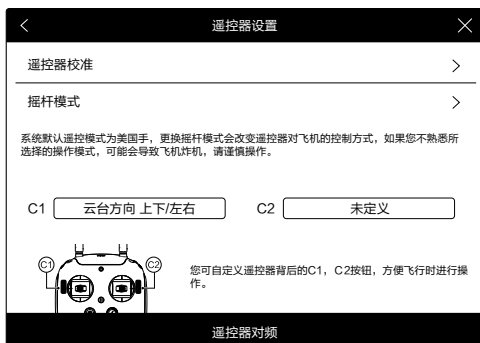 遥控器设置
遥控器校准
摇杆模式
系统默认遥控模式为美国手，更换摇杆模式会改变遥控器对飞机的控制方式，如果您不熟悉所
选择的操作模式，可能会导致飞机炸机，请谨慎操作。
C1 云台方向 上下/左右 C2 未定义
C1 C2
您可自定义遥控器背后的C1，C2按钮，方便飞行时进行操
作。
遥控器对频